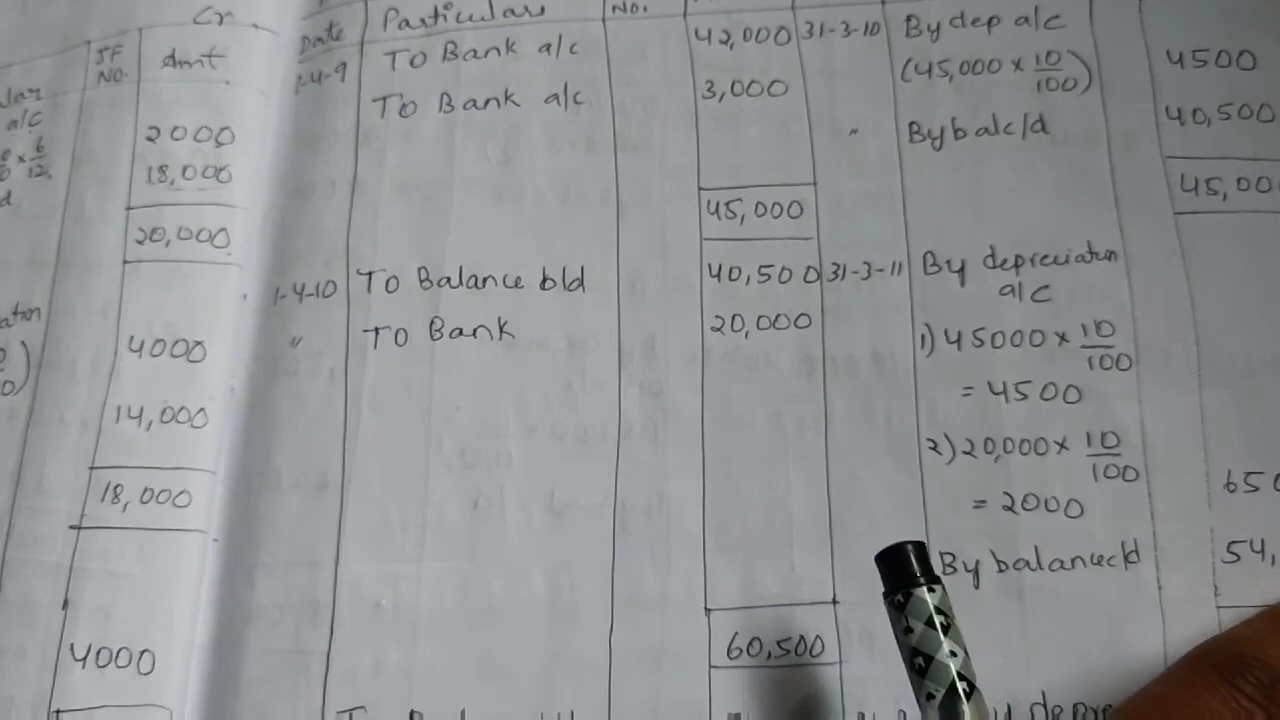 Cr
JF
NO.
Amt
a/c
× 6/12
2000
18,000
20,000
4000
14,000
18,000
4000
Date Particulars No.
1-4-9 To Bank a/c 42,000 31-3-10 By dep a/c 4500
To Bank a/c 3,000 (45,000 × 10/100)
" By bal c/d 40,500
45,000 45,00
1-4-10 To Balance b/d 40,500 31-3-11 By depreciation
a/c
" To Bank 20,000 1) 45000 × 10/100
= 4500
2) 20,000 × 10/100
= 2000 650
By balance c/d 54,
60,500